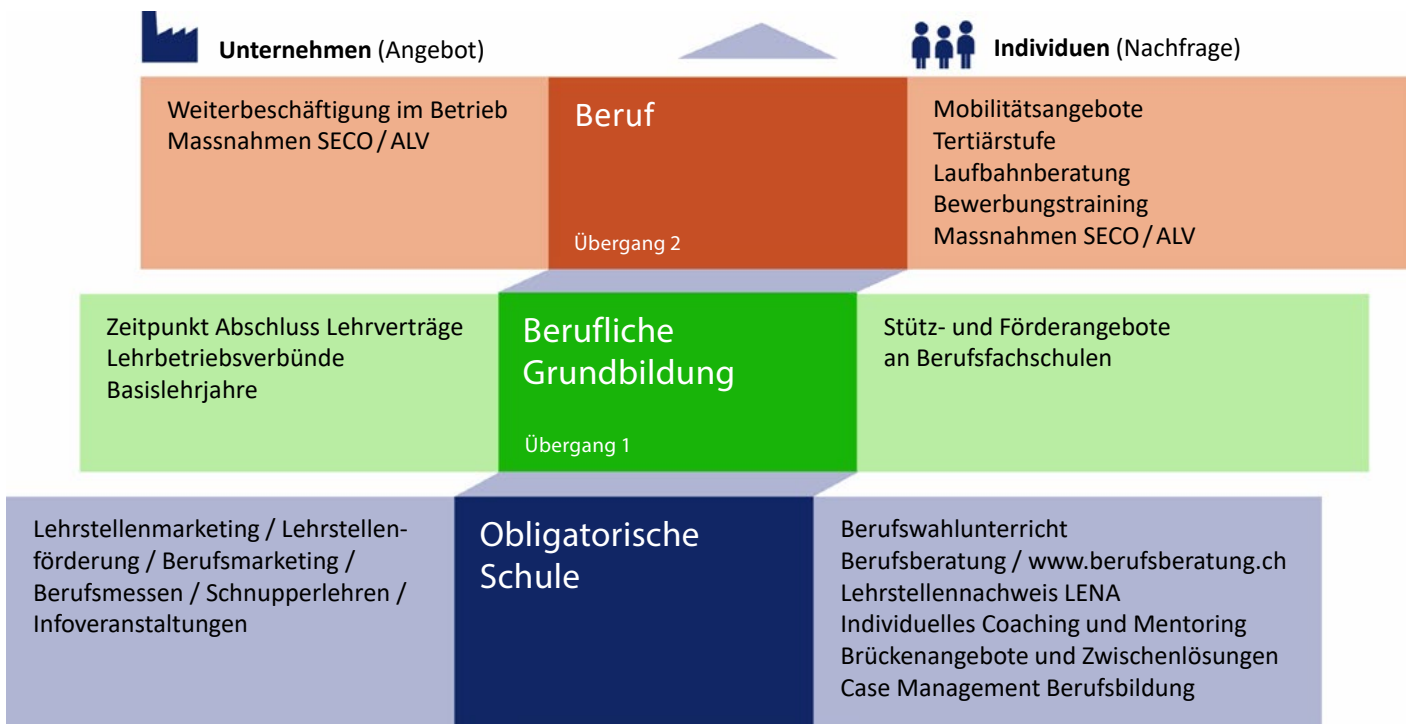 Unternehmen (Angebot)
Individuen (Nachfrage)
Weiterbeschäftigung im Betrieb
Massnahmen SECO / ALV
Beruf
Übergang 2
Mobilitätsangebote
Tertiärstufe
Laufbahnberatung
Bewerbungstraining
Massnahmen SECO / ALV
Zeitpunkt Abschluss Lehrverträge
Lehrbetriebsverbünde
Basislehrjahre
Berufliche
Grundbildung
Übergang 1
Stütz- und Förderangebote
an Berufsfachschulen
Lehrstellenmarketing / Lehrstellen-
förderung / Berufsmarketing /
Berufsmessen / Schnupperlehren /
Infoveranstaltungen
Obligatorische
Schule
Berufswahlunterricht
Berufsberatung / www.berufsberatung.ch
Lehrstellennachweis LENA
Individuelles Coaching und Mentoring
Brückenangebote und Zwischenlösungen
Case Management Berufsbildung